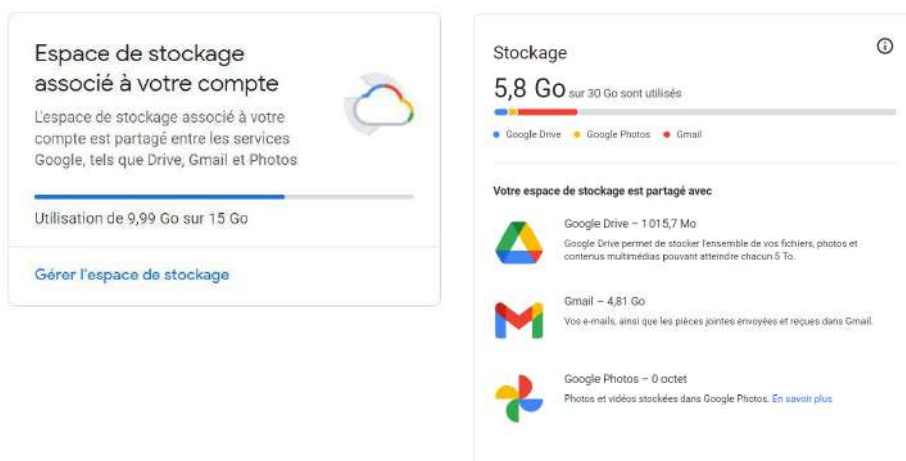 Espace de stockage
associé à votre compte
L'espace de stockage associé à votre
compte est partagé entre les services
Google, tels que Drive, Gmail et Photos
Utilisation de 9,99 Go sur 15 Go
Gérer l'espace de stockage
Stockage
5,8 Go sur 30 Go sont utilisés
Google Drive Google Photos Gmail
Votre espace de stockage est partagé avec
Google Drive – 1 015,7 Mo
Google Drive permet de stocker l'ensemble de vos fichiers, photos et
contenus multimédias pouvant atteindre chacun 5 To.
Gmail – 4,81 Go
Vos e-mails, ainsi que les pièces jointes envoyées et reçues dans Gmail.
Google Photos – 0 octet
Photos et vidéos stockées dans Google Photos. En savoir plus